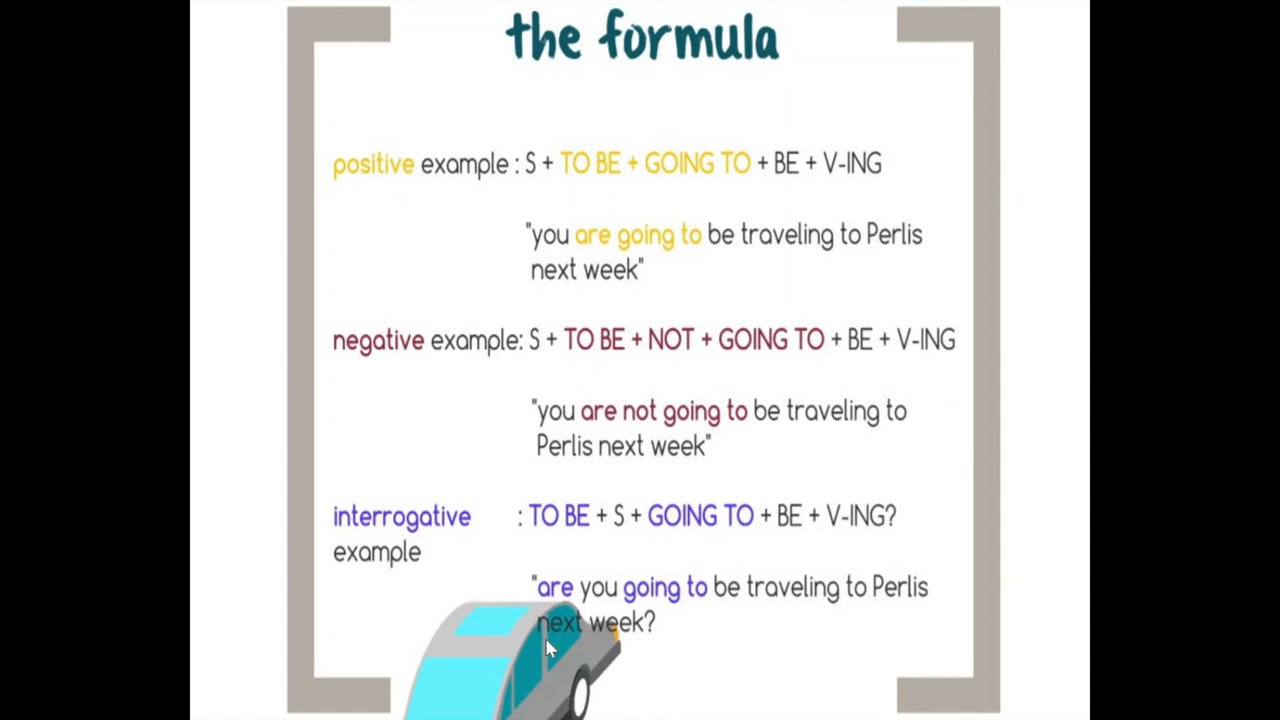 the formula
positive example : S + TO BE + GOING TO + BE + V-ING
"you are going to be traveling to Perlis
next week"
negative example: S + TO BE + NOT + GOING TO + BE + V-ING
"you are not going to be traveling to
Perlis next week"
interrogative : TO BE + S + GOING TO + BE + V-ING?
example
"are you going to be traveling to Perlis
next week?